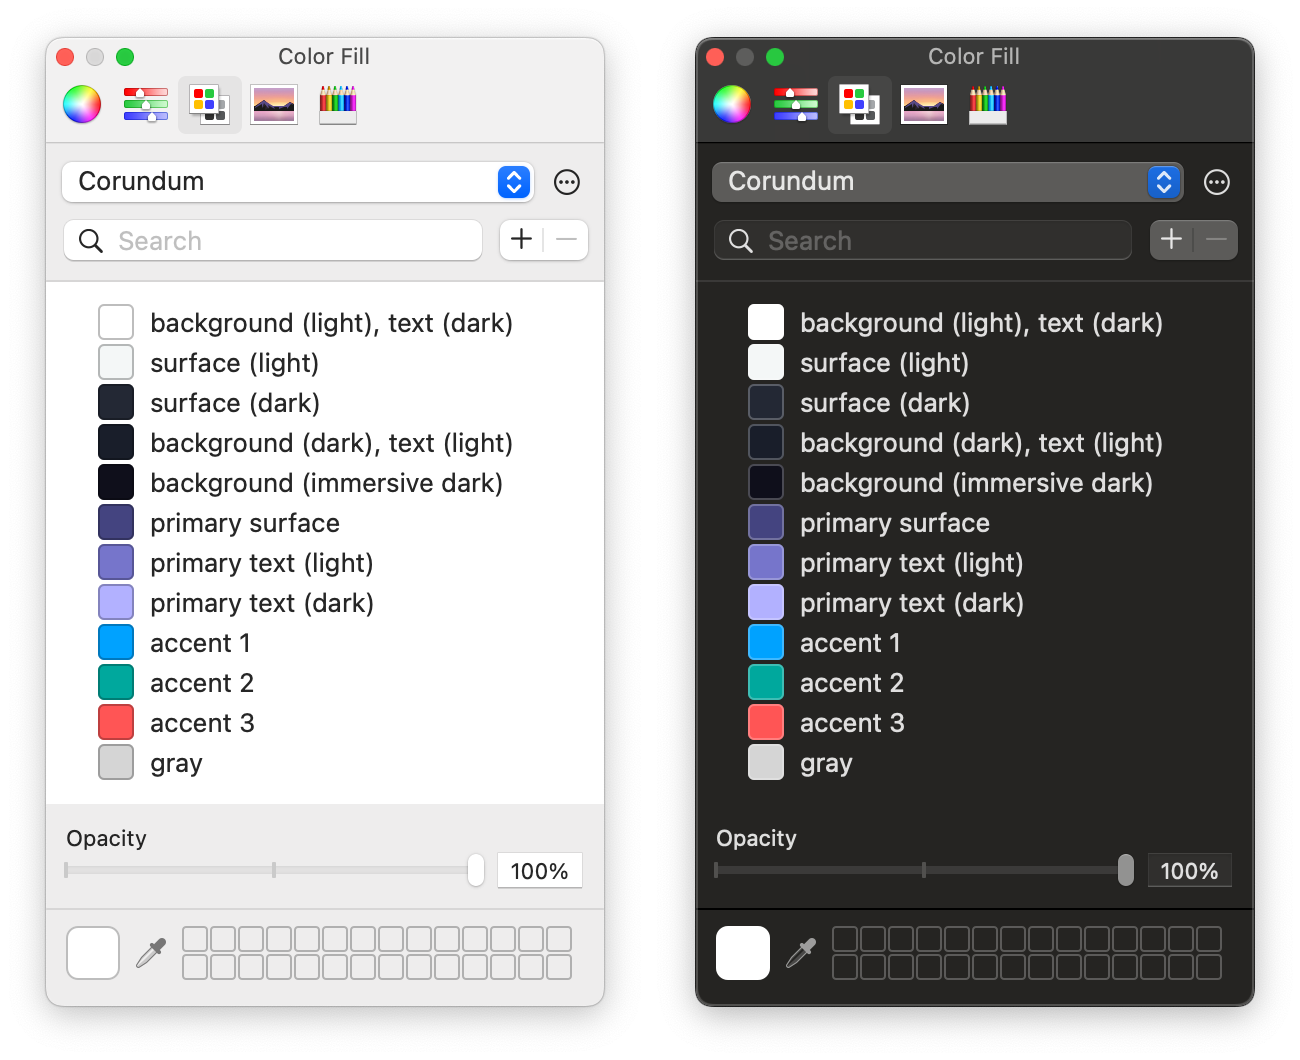 Color Fill
Corundum
Search
background (light), text (dark)
surface (light)
surface (dark)
background (dark), text (light)
background (immersive dark)
primary surface
primary text (light)
primary text (dark)
accent 1
accent 2
accent 3
gray
Opacity
100%
Color Fill
Corundum
Search
background (light), text (dark)
surface (light)
surface (dark)
background (dark), text (light)
background (immersive dark)
primary surface
primary text (light)
primary text (dark)
accent 1
accent 2
accent 3
gray
Opacity
100%